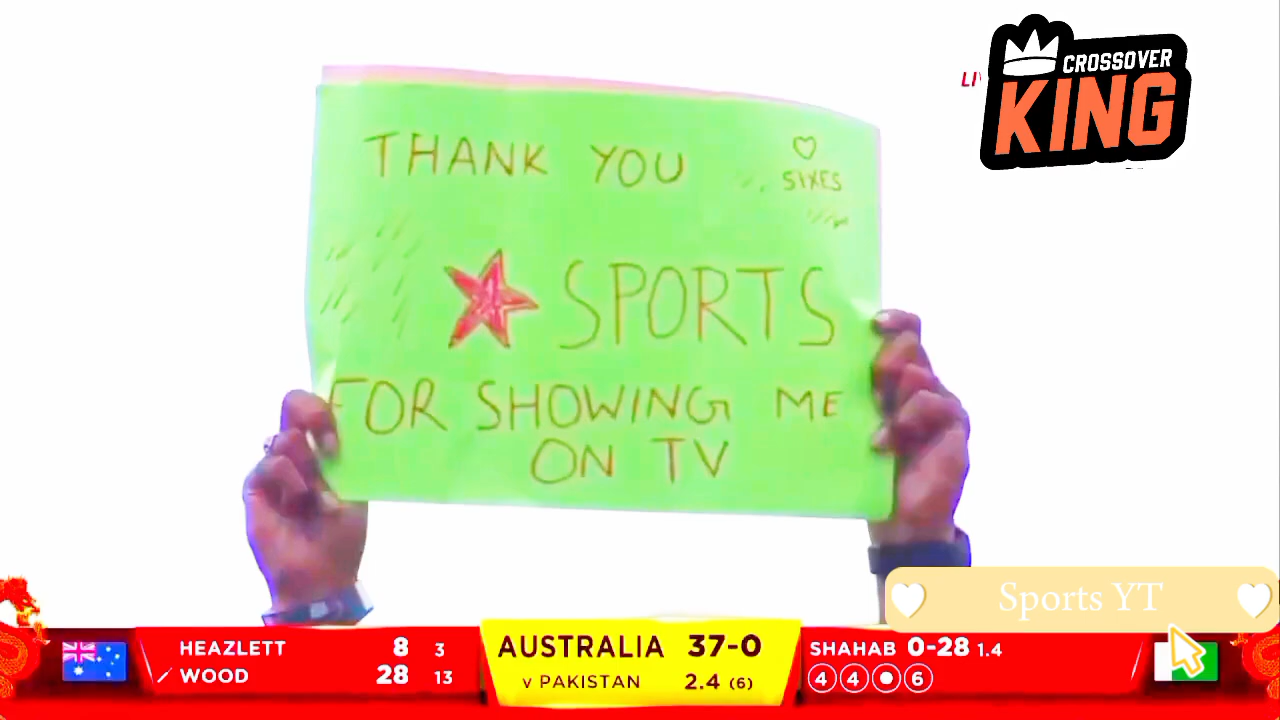 CROSSOVER
KING
LI
THANK YOU
SIXES
SPORTS
FOR SHOWING ME
ON TV
Sports YT
HEAZLETT 8 3
WOOD 28 13
AUSTRALIA 37-0
v PAKISTAN 2.4 (6)
SHAHAB 0-28 1.4
4 4 • 6